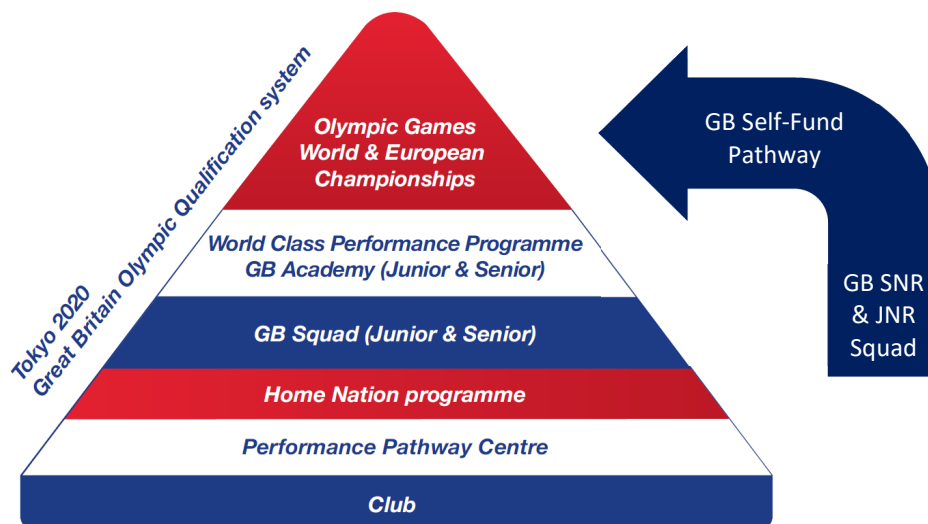 Tokyo 2020
Great Britain Olympic Qualification system
Olympic Games
World & European
Championships
World Class Performance Programme
GB Academy (Junior & Senior)
GB Squad (Junior & Senior)
Home Nation programme
Performance Pathway Centre
Club
GB Self-Fund
Pathway
GB SNR
& JNR
Squad